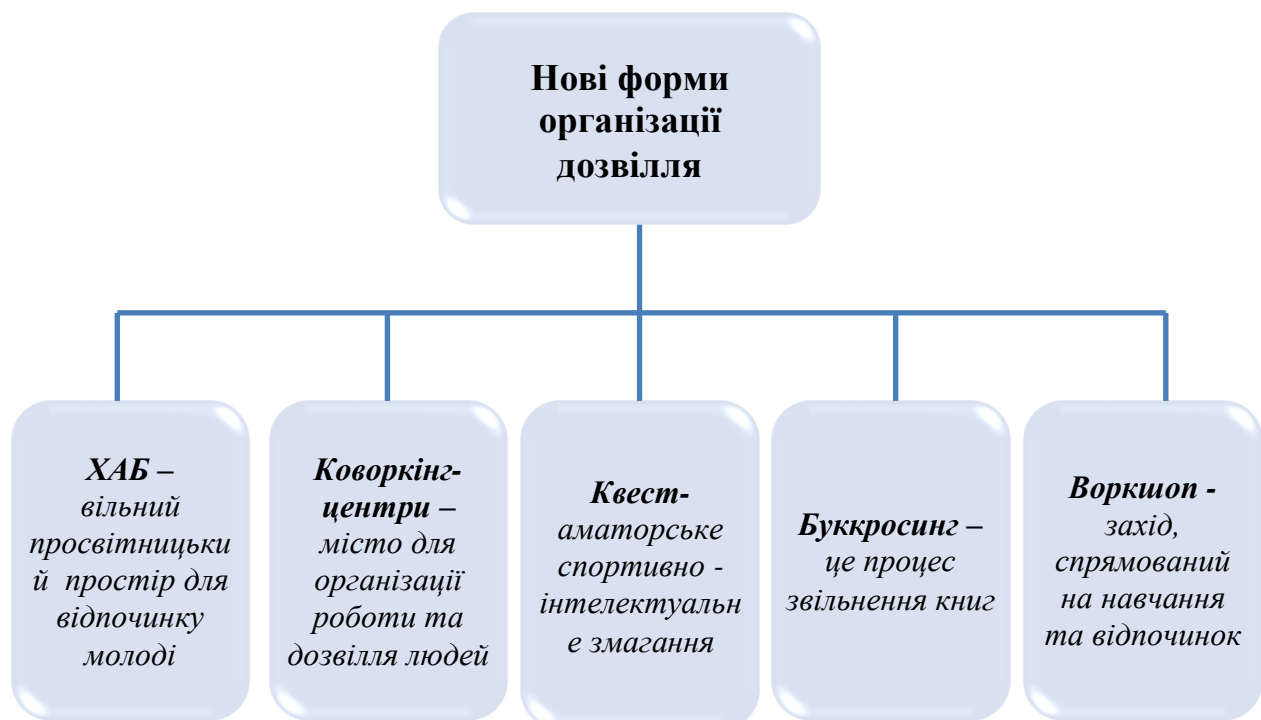 Нові форми
організації
дозвілля
ХАБ –
вільний
просвітницьки
й простір для
відпочинку
молоді
Коворкінг-
центри –
місто для
організації
роботи та
дозвілля людей
Квест-
аматорське
спортивно -
інтелектуальн
е змагання
Буккросинг –
це процес
звільнення книг
Воркшоп -
захід,
спрямований
на навчання
та відпочинок